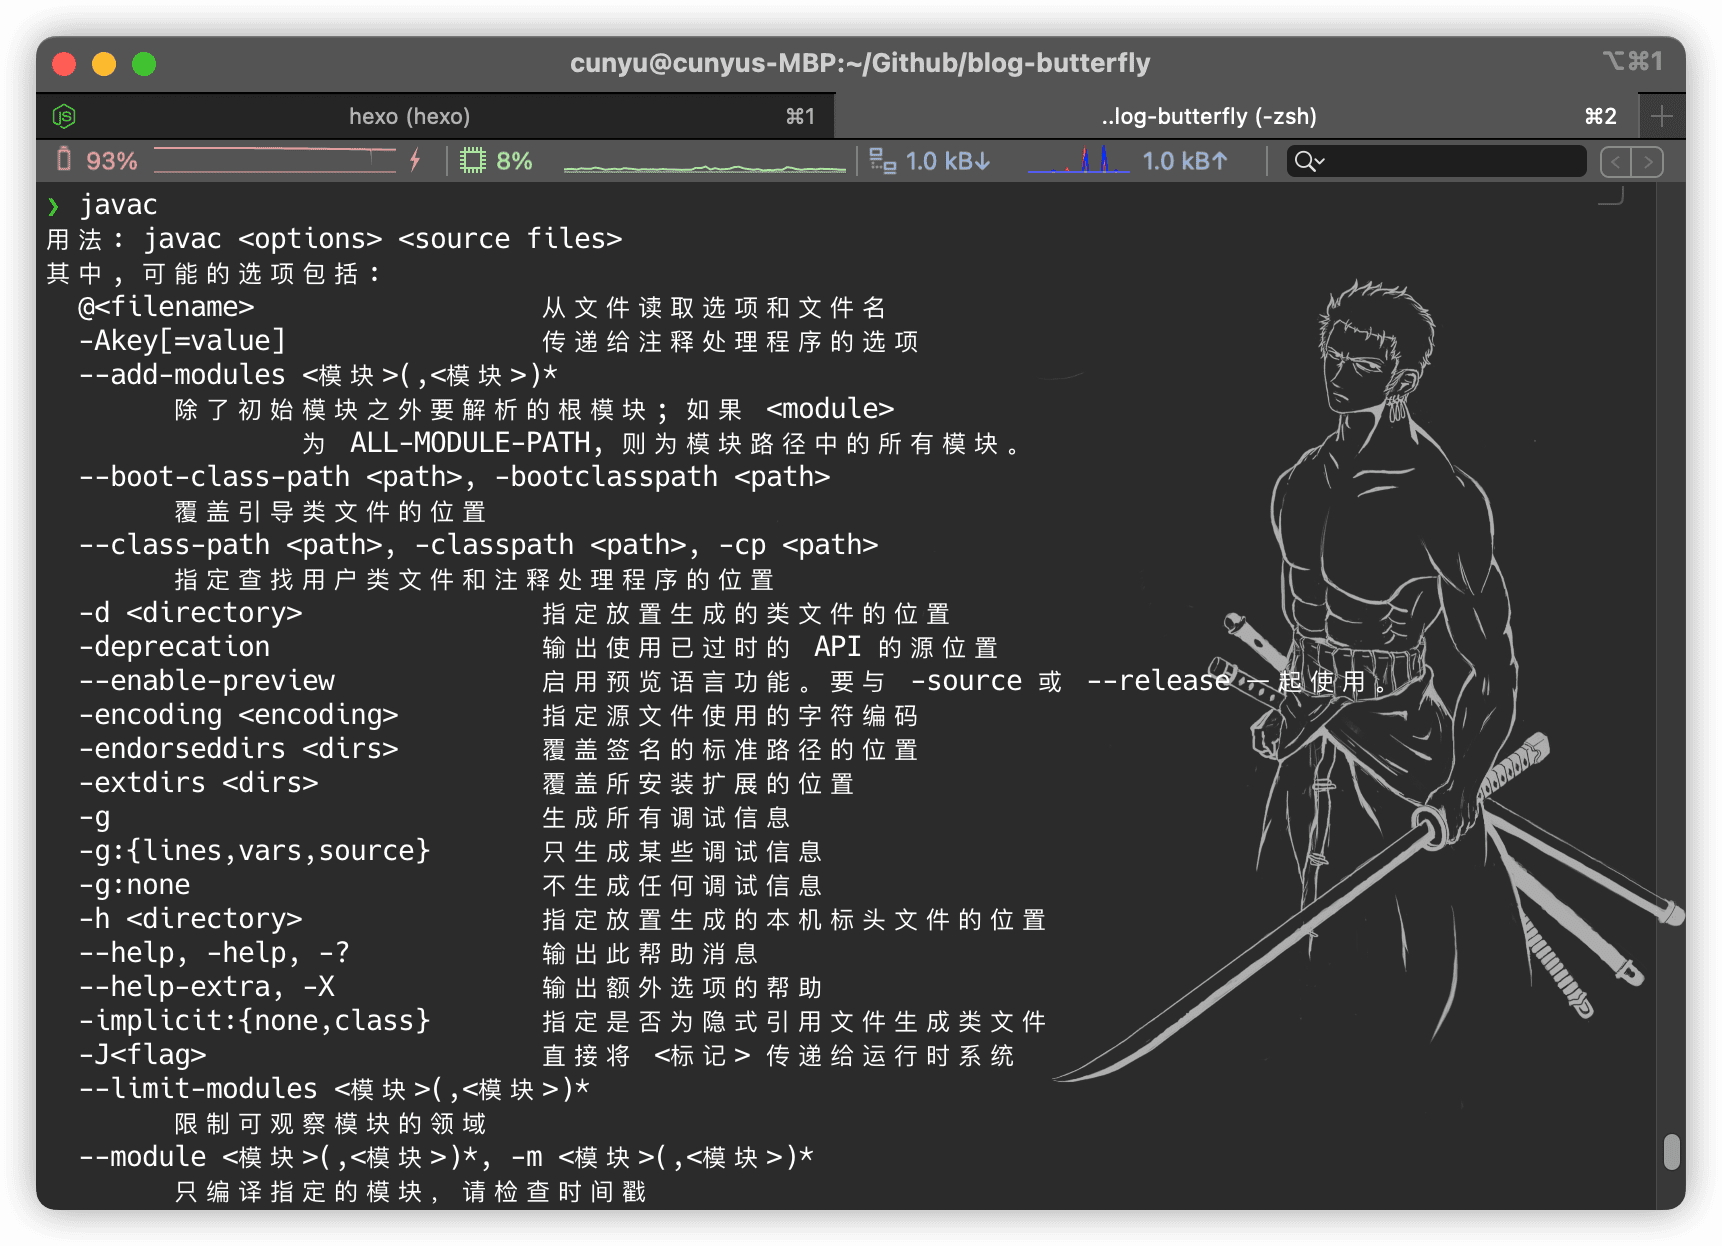 cunyu@cunyus-MBP:~/Github/blog-butterfly
⌥⌘1
hexo (hexo) ⌘1
..log-butterfly (-zsh) ⌘2
93% 8% 1.0 kB↓ 1.0 kB↑
❯ javac
用法: javac <options> <source files>
其中, 可能的选项包括:
@<filename> 从文件读取选项和文件名
-Akey[=value] 传递给注释处理程序的选项
--add-modules <模块>(,<模块>)*
除了初始模块之外要解析的根模块; 如果 <module>
为 ALL-MODULE-PATH, 则为模块路径中的所有模块。
--boot-class-path <path>, -bootclasspath <path>
覆盖引导类文件的位置
--class-path <path>, -classpath <path>, -cp <path>
指定查找用户类文件和注释处理程序的位置
-d <directory> 指定放置生成的类文件的位置
-deprecation 输出使用已过时的 API 的源位置
--enable-preview 启用预览语言功能。要与 -source 或 --release 一起使用。
-encoding <encoding> 指定源文件使用的字符编码
-endorseddirs <dirs> 覆盖签名的标准路径的位置
-extdirs <dirs> 覆盖所安装扩展的位置
-g 生成所有调试信息
-g:{lines,vars,source} 只生成某些调试信息
-g:none 不生成任何调试信息
-h <directory> 指定放置生成的本机标头文件的位置
--help, -help, -? 输出此帮助消息
--help-extra, -X 输出额外选项的帮助
-implicit:{none,class} 指定是否为隐式引用文件生成类文件
-J<flag> 直接将 <标记> 传递给运行时系统
--limit-modules <模块>(,<模块>)*
限制可观察模块的领域
--module <模块>(,<模块>)*, -m <模块>(,<模块>)*
只编译指定的模块, 请检查时间戳